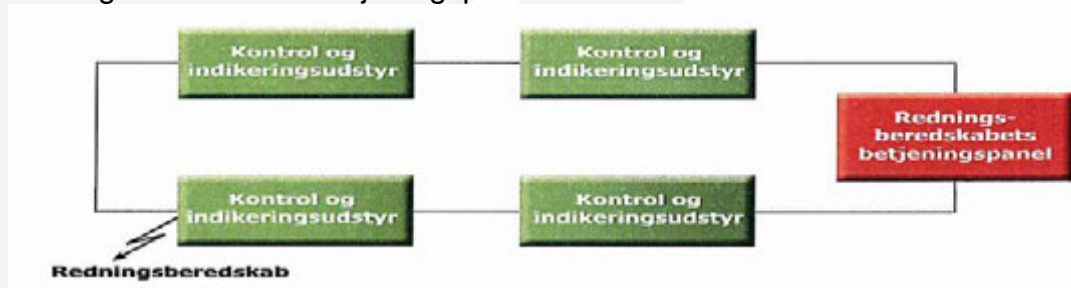 Kontrol og
indikeringsudstyr
Kontrol og
indikeringsudstyr
Rednings-
beredskabets
betjeningspanel
Kontrol og
indikeringsudstyr
Kontrol og
indikeringsudstyr
Redningsberedskab